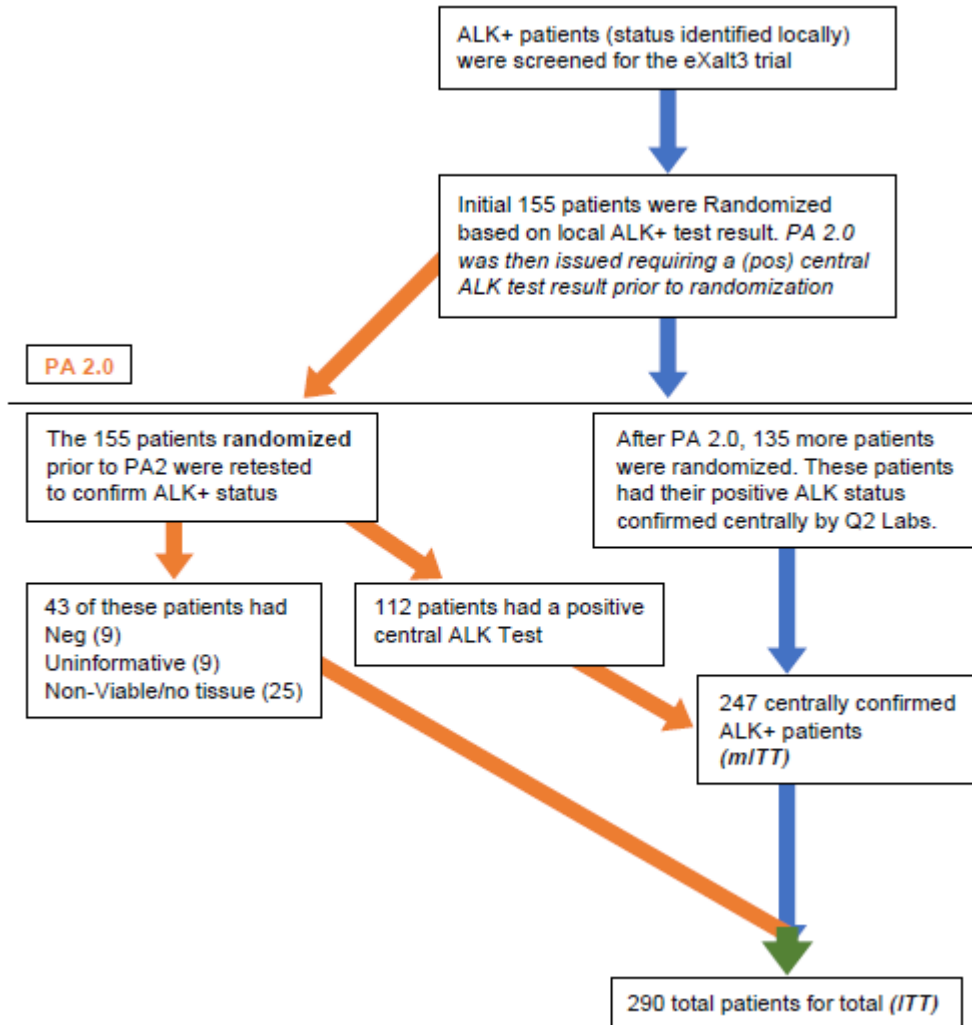 ALK+ patients (status identified locally)
were screened for the eXalt3 trial
Initial 155 patients were Randomized
based on local ALK+ test result. PA 2.0
was then issued requiring a (pos) central
ALK test result prior to randomization
PA 2.0
The 155 patients randomized
prior to PA2 were retested
to confirm ALK+ status
After PA 2.0, 135 more patients
were randomized. These patients
had their positive ALK status
confirmed centrally by Q2 Labs.
43 of these patients had
Neg (9)
Uninformative (9)
Non-Viable/no tissue (25)
112 patients had a positive
central ALK Test
247 centrally confirmed
ALK+ patients
(mITT)
290 total patients for total (ITT)